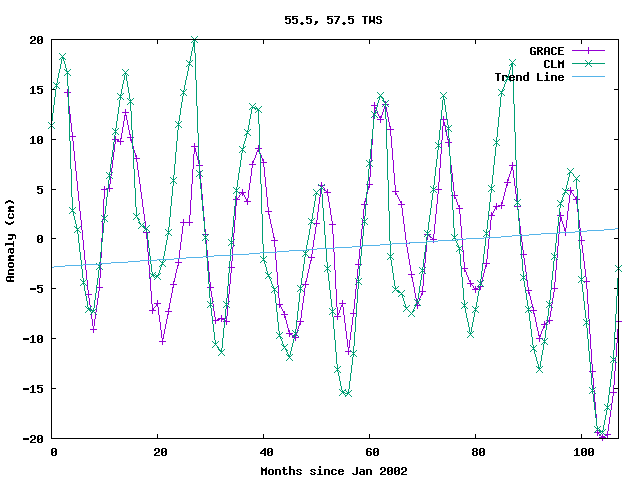 55.5, 57.5 TWS
GRACE
CLM
Trend Line
20
15
10
5
0
-5
-10
-15
-20
Anomaly (cm)
0 20 40 60 80 100
Months since Jan 2002